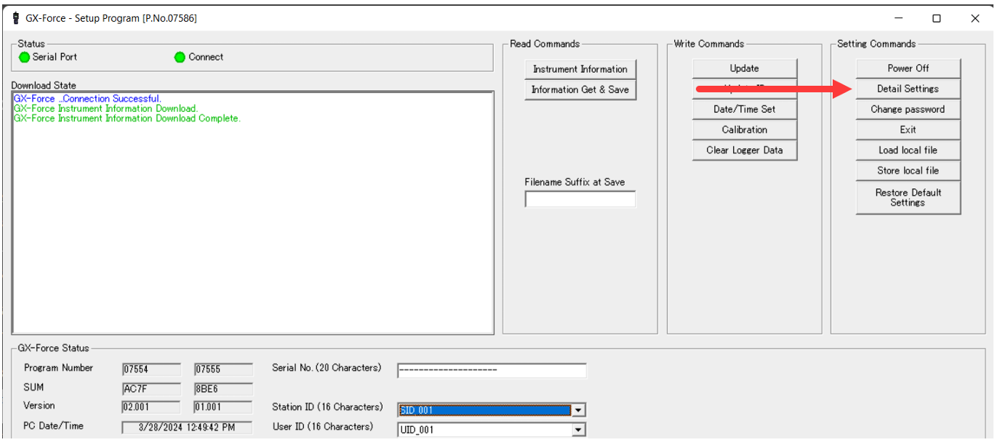 GX-Force - Setup Program [P.No.07586]
Status
Serial Port
Connect
Download State
GX-Force ..Connection Successful.
GX-Force Instrument Information Download.
GX-Force Instrument Information Download Complete.
Read Commands
Instrument Information
Information Get & Save
Filename Suffix at Save
Write Commands
Update
Date/Time Set
Calibration
Clear Logger Data
Setting Commands
Power Off
Detail Settings
Change password
Exit
Load local file
Store local file
Restore Default
Settings
GX-Force Status
Program Number 07554 07555
SUM AC7F 8BE6
Version 02.001 01.001
PC Date/Time 3/28/2024 12:49:42 PM
Serial No. (20 Characters) --------------------
Station ID (16 Characters) SID_001
User ID (16 Characters) UID_001